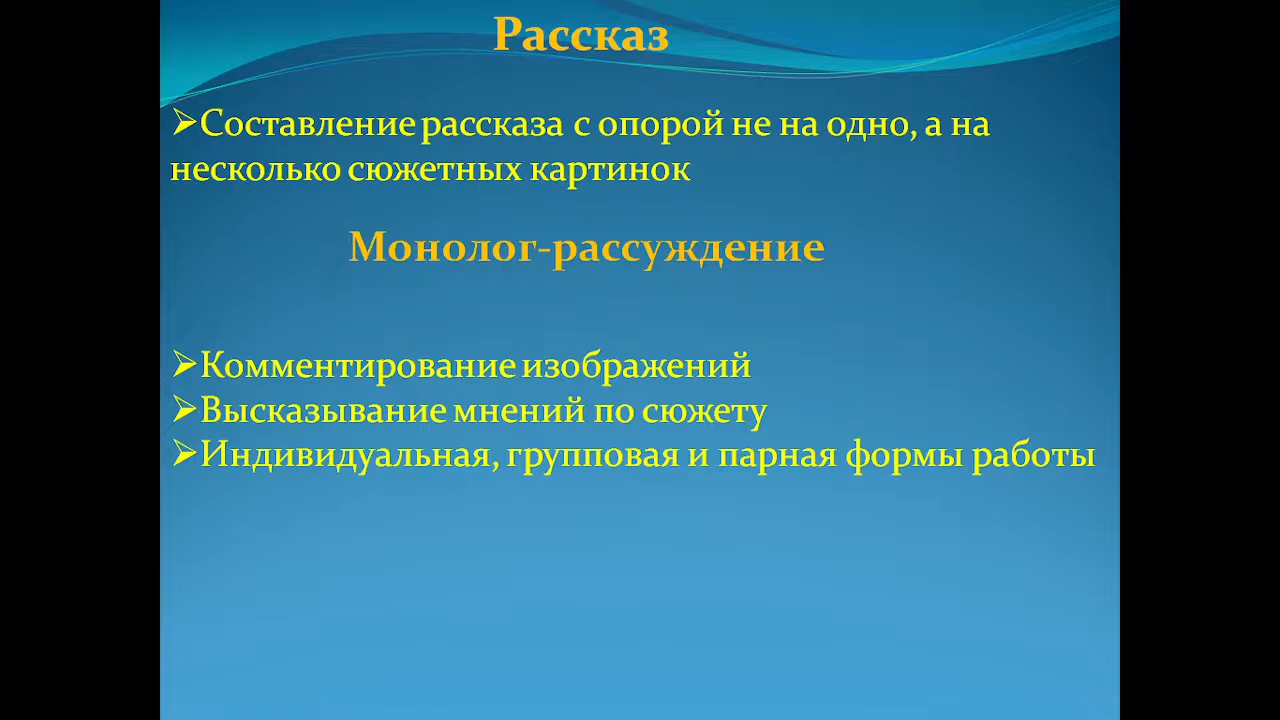 Рассказ
➢Составление рассказа с опорой не на одно, а на
несколько сюжетных картинок
Монолог-рассуждение
➢Комментирование изображений
➢Высказывание мнений по сюжету
➢Индивидуальная, групповая и парная формы работы